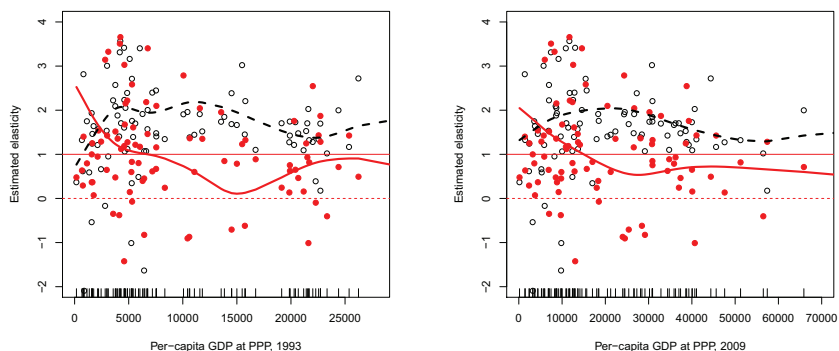 4
3
2
1
0
−1
−2
Estimated elasticity
0 5000 10000 15000 20000 25000
Per-capita GDP at PPP, 1993
4
3
2
1
0
−1
−2
Estimated elasticity
0 10000 20000 30000 40000 50000 60000 70000
Per-capita GDP at PPP, 2009